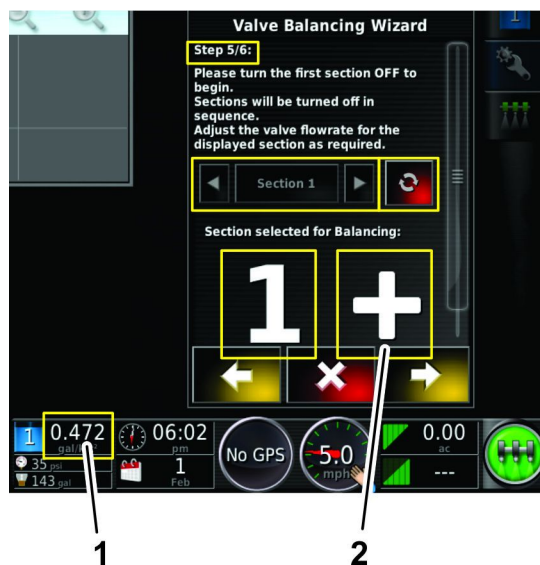 1
Valve Balancing Wizard
Step 5/6:
Please turn the first section OFF to
begin.
Sections will be turned off in
sequence.
Adjust the valve flowrate for the
displayed section as required.
Section 1
Section selected for Balancing:
1 +
1 0.472 06:02 No GPS 5.0 0.00
pm mph ac
35 psi 1 ---
143 gal Feb
1 2